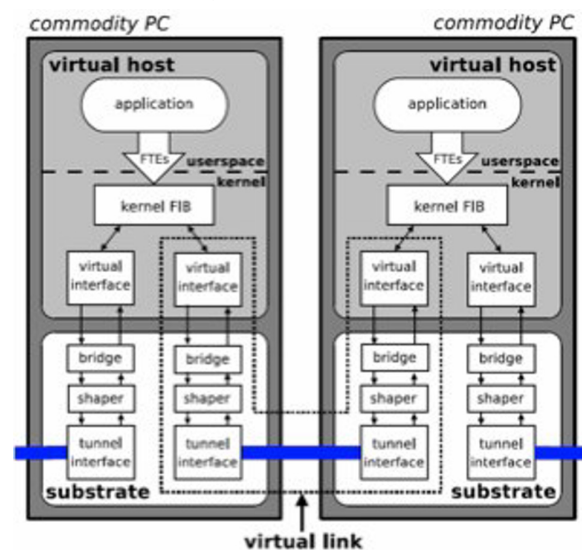 commodity PC
virtual host
application
FTEs
userspace
kernel
kernel FIB
virtual
interface
virtual
interface
bridge
bridge
shaper
shaper
tunnel
interface
tunnel
interface
substrate
commodity PC
virtual host
application
FTEs
userspace
kernel
kernel FIB
virtual
interface
virtual
interface
bridge
bridge
shaper
shaper
tunnel
interface
tunnel
interface
substrate
virtual link